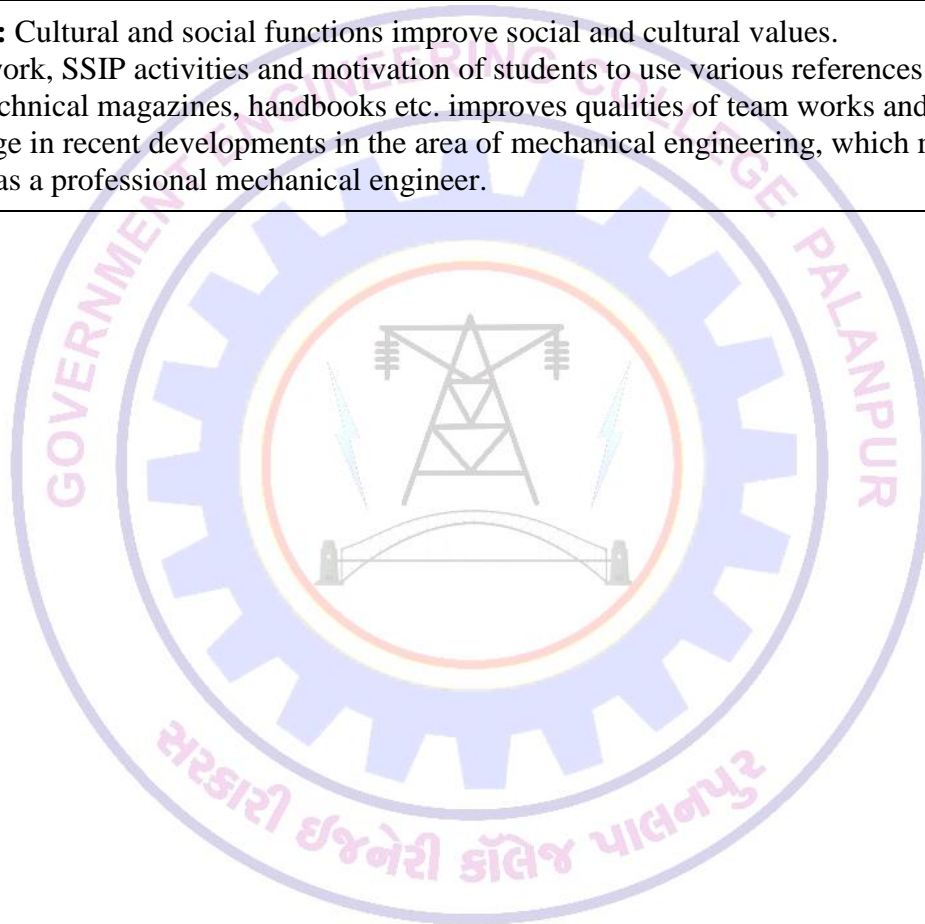 : Cultural and social functions improve social and cultural values.
work, SSIP activities and motivation of students to use various references
chnical magazines, handbooks etc. improves qualities of team works and
ge in recent developments in the area of mechanical engineering, which
as a professional mechanical engineer.
GOVERNMENT ENGINEERING COLLEGE PALANPUR
સરકારી ઈજનેરી કૉલેજ પાલનપુર